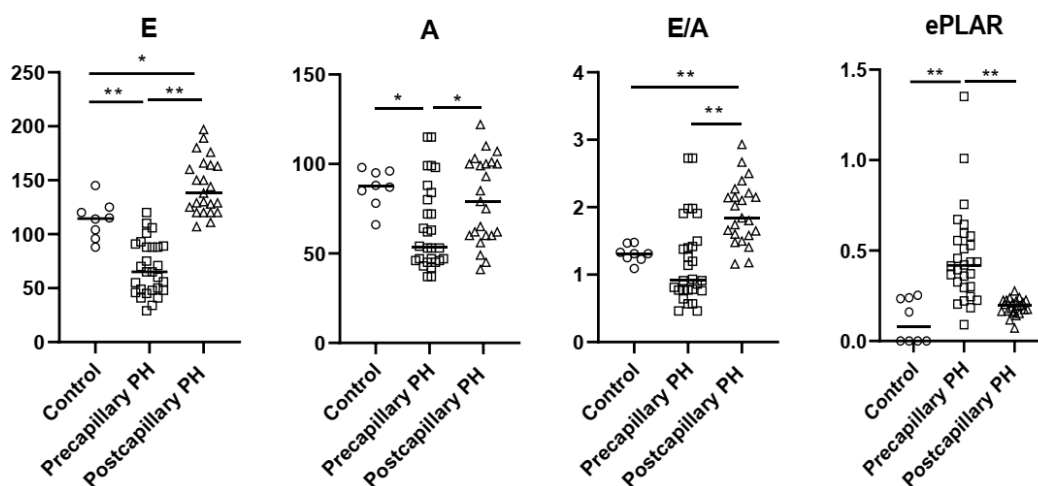 E
*
**
**
250
200
150
100
50
0
Control
Precapillary PH
Postcapillary PH
A
*
*
150
100
50
0
Control
Precapillary PH
Postcapillary PH
E/A
**
**
4
3
2
1
0
Control
Precapillary PH
Postcapillary PH
ePLAR
**
**
1.5
1.0
0.5
0.0
Control
Precapillary PH
Postcapillary PH